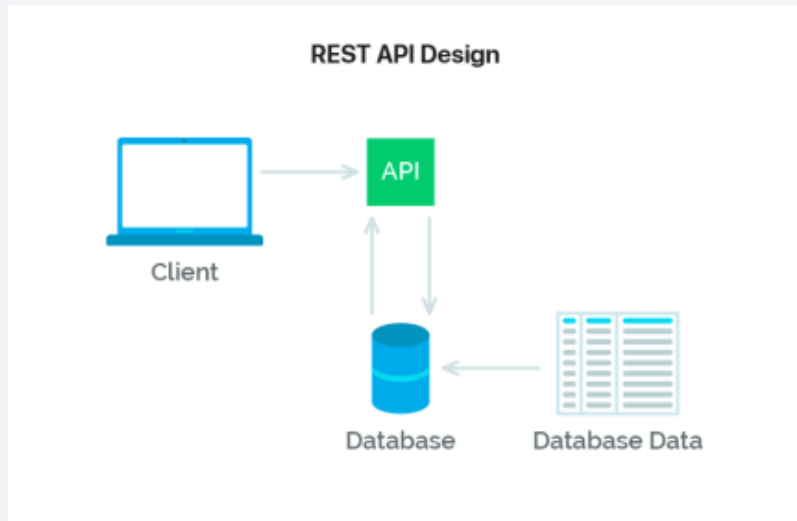 REST API Design
API
Client
Database
Database Data